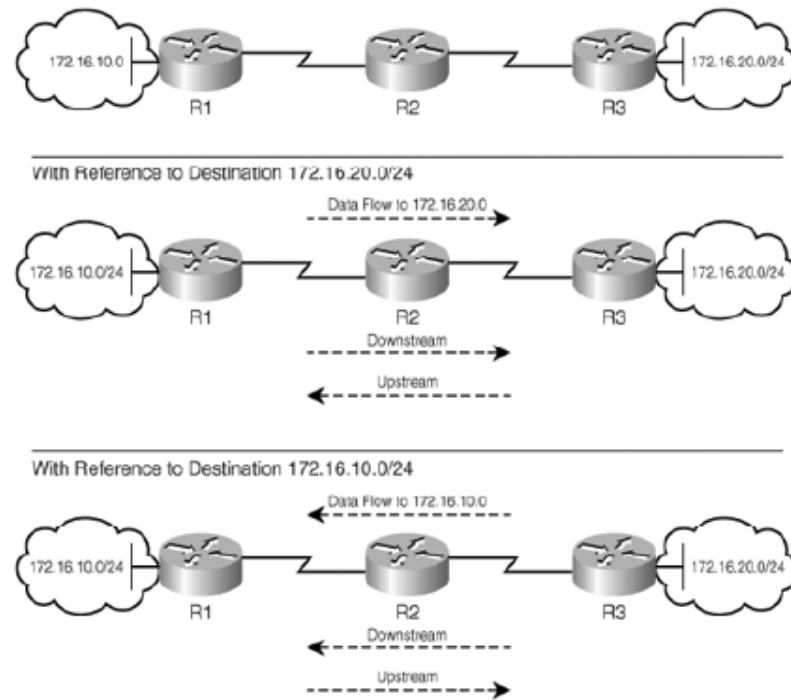 172.16.10.0
172.16.20.0/24
R1
R2
R3
With Reference to Destination 172.16.20.0/24
Data Flow to 172.16.20.0
172.16.10.0/24
172.16.20.0/24
R1
R2
R3
Downstream
Upstream
With Reference to Destination 172.16.10.0/24
Data Flow to 172.16.10.0
172.16.10.0/24
172.16.20.0/24
R1
R2
R3
Downstream
Upstream